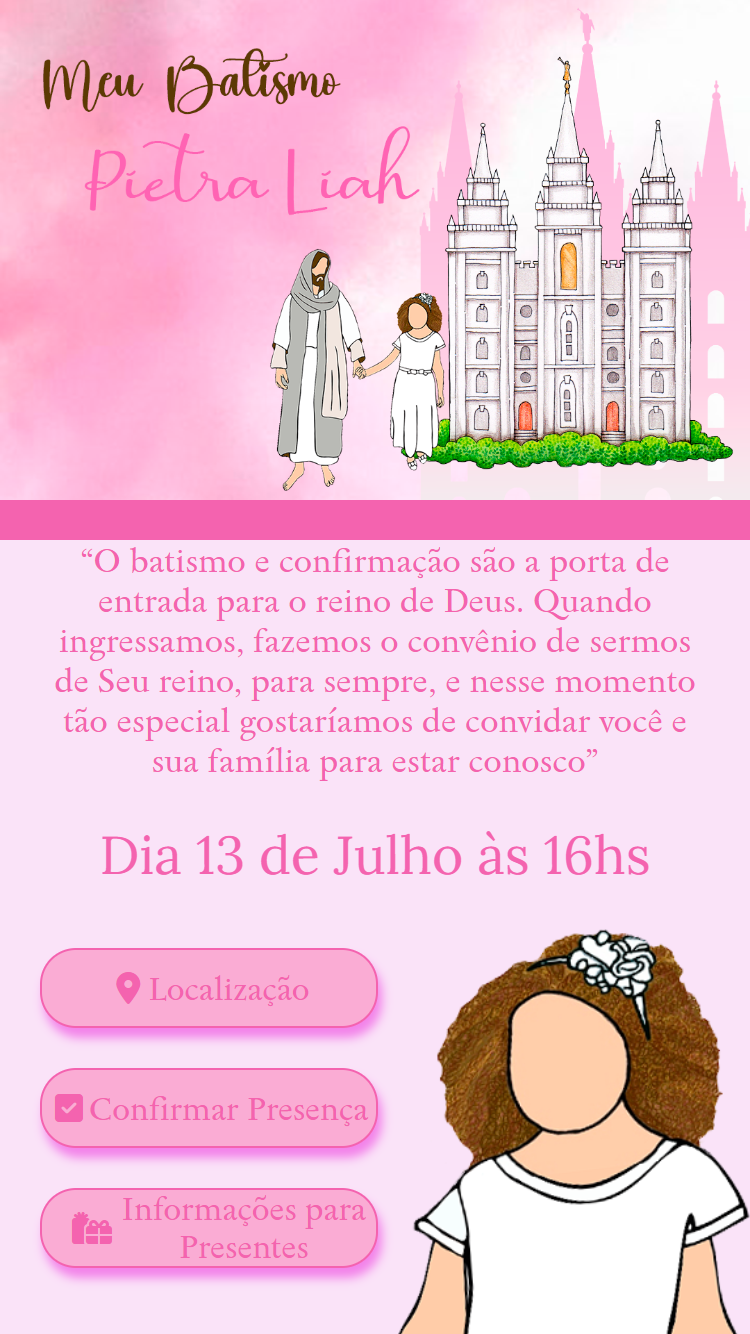 Meu Batismo
Pietra Liah
“O batismo e confirmação são a porta de
entrada para o reino de Deus. Quando
ingressamos, fazemos o convênio de sermos
de Seu reino, para sempre, e nesse momento
tão especial gostaríamos de convidar você e
sua família para estar conosco”
Dia 13 de Julho às 16hs
Localização
Confirmar Presença
Informações para
Presentes